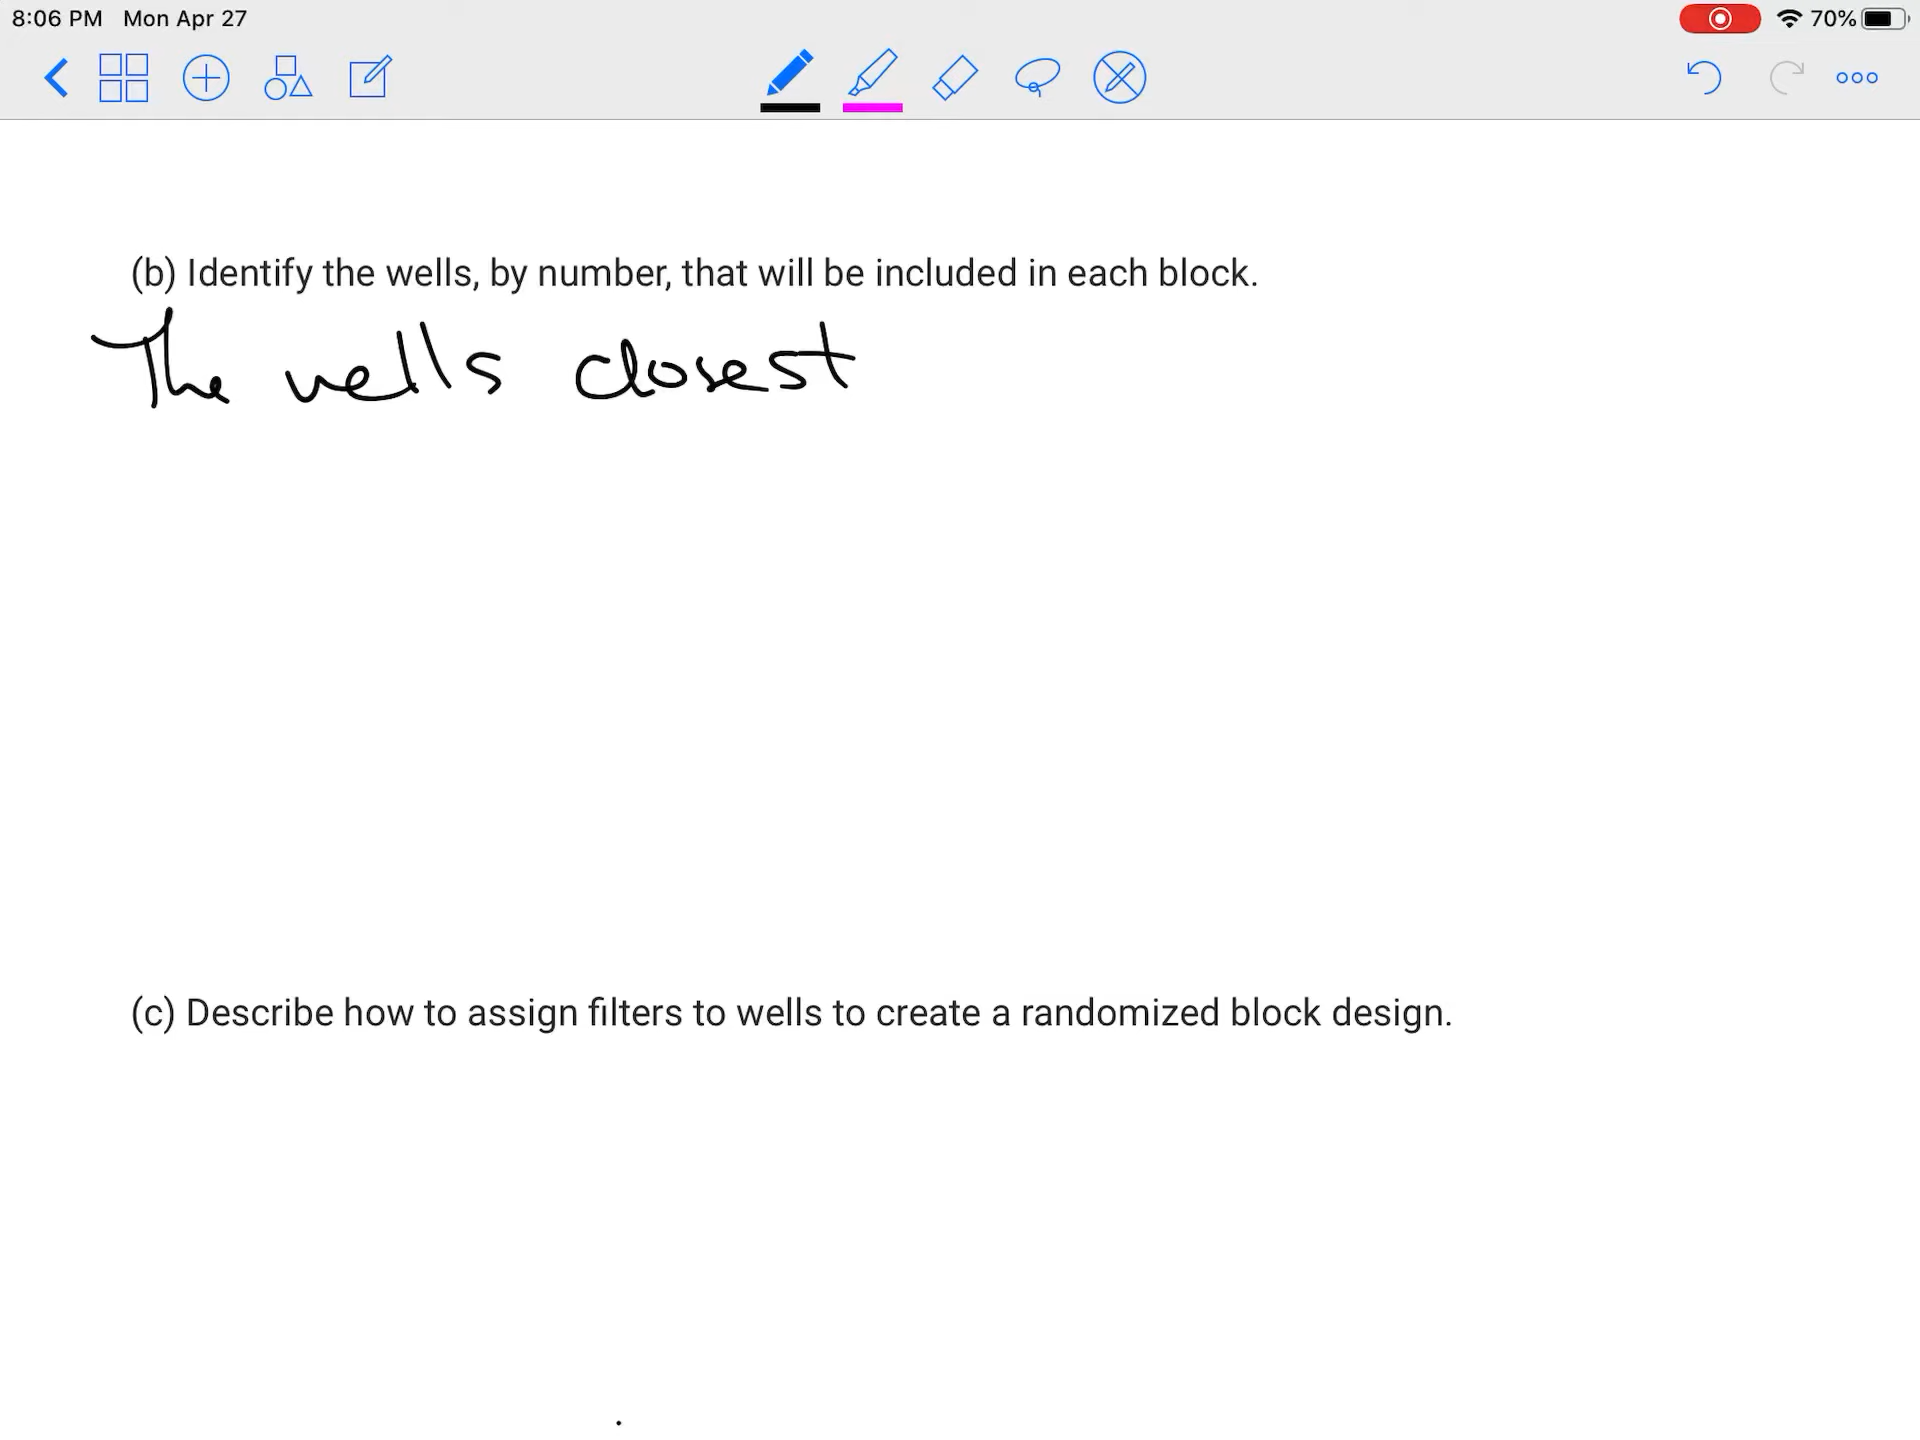 8:06 PM Mon Apr 27 70%
(b) Identify the wells, by number, that will be included in each block.
The wells closest
(c) Describe how to assign filters to wells to create a randomized block design.